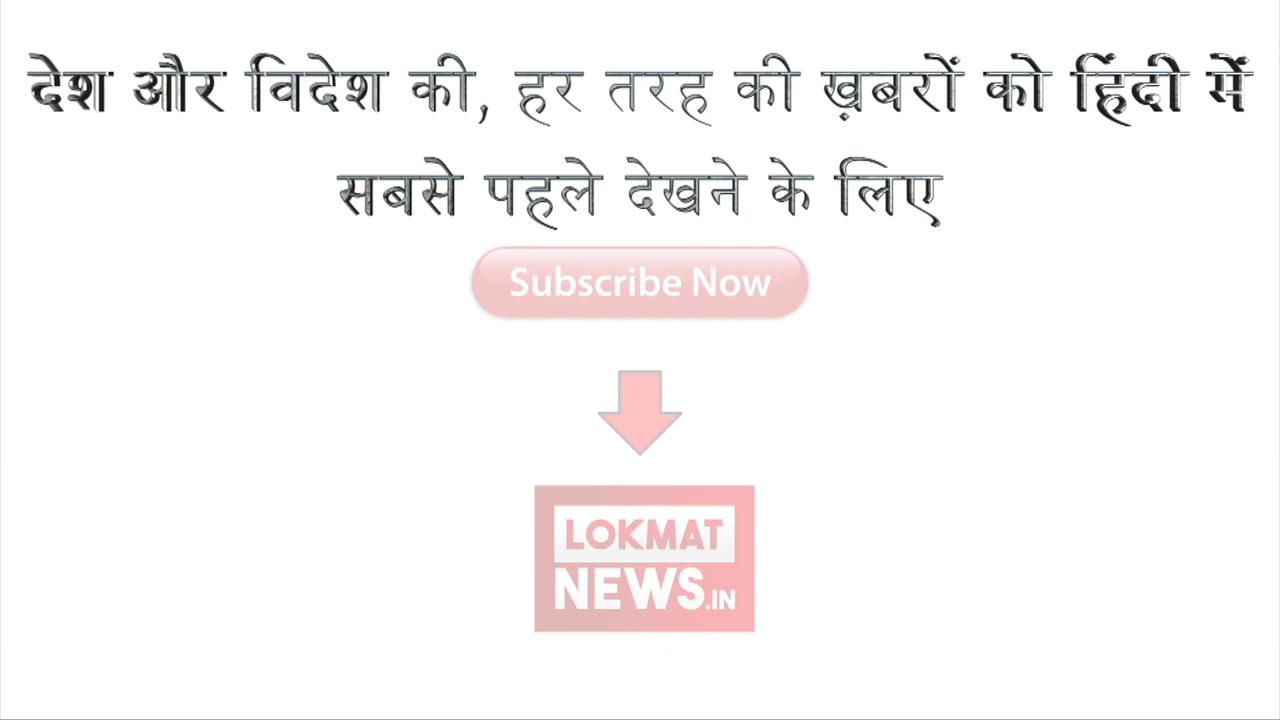 देश और विदेश की, हर तरह की ख़बरों को हिंदी में
सबसे पहले देखने के लिए
Subscribe Now
LOKMAT
NEWS.IN